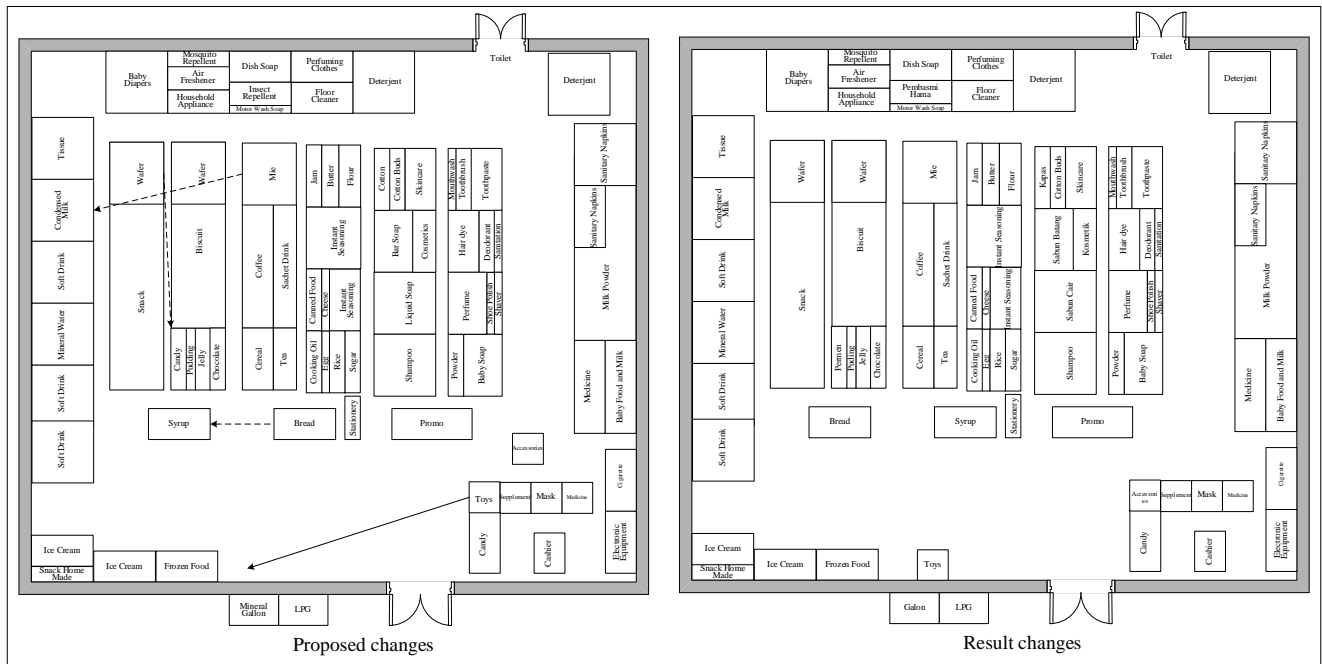 Toilet
Mosquito
Repellent
Air
Freshener
Household
Appliance
Baby
Diapers
Dish Soap
Insect
Repellent
Motor Wash Soap
Perfuming
Clothes
Floor
Cleaner
Deterjent
Deterjent
Tissue
Condensed
Milk
Soft Drink
Mineral Water
Soft Drink
Soft Drink
Wafer
Snack
Wafer
Biscuit
Candy
Pudding
Jelly
Chocolate
Mie
Coffee
Sachet Drink
Cereal
Tea
Jam
Butter
Flour
Instant
Seasoning
Canned Food
Cheese
Instant
Seasoning
Cooking Oil
Egg
Rice
Sugar
Stationery
Cotton
Cotton Buds
Skincare
Bar Soap
Cosmetics
Liquid Soap
Shampoo
Mouthwash
Toothbrush
Toothpaste
Hair dye
Deodorant
Sanitation
Perfume
Shoe Polish
Shaver
Powder
Baby Soap
Sanitary Napkins
Sanitary Napkins
Milk Powder
Medicine
Baby Food and Milk
Syrup
Bread
Promo
Accessories
Toys
Supplement
Mask
Medicine
Candy
Cashier
Cigarette
Electronic
Equipment
Ice Cream
Snack Home
Made
Ice Cream
Frozen Food
Mineral
Gallon
LPG
Proposed changes
Toilet
Mosquito
Repellent
Air
Freshener
Household
Appliance
Baby
Diapers
Dish Soap
Pembasmi
Hama
Motor Wash Soap
Perfuming
Clothes
Floor
Cleaner
Deterjent
Deterjent
Tissue
Condensed
Milk
Soft Drink
Mineral Water
Soft Drink
Soft Drink
Wafer
Snack
Wafer
Biscuit
Permen
Puding
Jelly
Chocolate
Mie
Coffee
Sachet Drink
Cereal
Tea
Jam
Butter
Flour
Instant Seasoning
Canned Food
Cheese
Instant Seasoning
Cooking Oil
Egg
Rice
Sugar
Stationery
Kapas
Cotton Buds
Skincare
Sabun Batang
Kosmetik
Sabun Cair
Shampoo
Mouthwash
Toothbrush
Toothpaste
Hair dye
Deodorant
Sanitation
Perfume
Shoe Polish
Shaver
Powder
Baby Soap
Sanitary Napkins
Sanitary Napkins
Milk Powder
Medicine
Baby Food and Milk
Bread
Syrup
Promo
Accessori
es
Supplement
Mask
Medicine
Candy
Cashier
Cigarette
Electronic
Equipment
Ice Cream
Snack Home
Made
Ice Cream
Frozen Food
Toys
Galon
LPG
Result changes